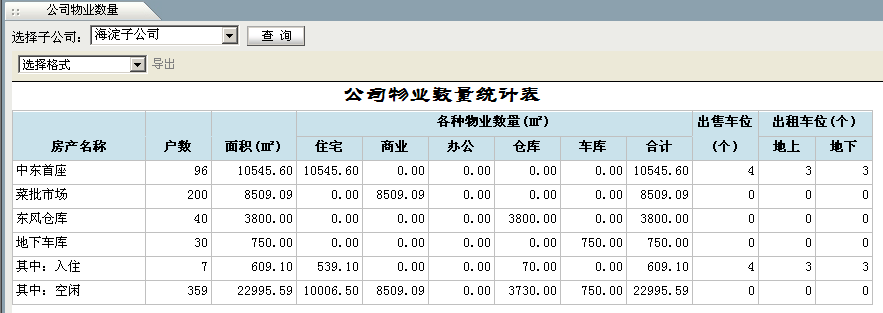 公司物业数量
选择子公司: 海淀子公司 查 询
选择格式 导出
公司物业数量统计表
房产名称 户数 面积(㎡) 各种物业数量(㎡) 出售车位(个) 出租车位(个)
住宅 商业 办公 仓库 车库 合计 地上 地下
中东首座 96 10545.60 10545.60 0.00 0.00 0.00 0.00 10545.60 4 3 3
菜批市场 200 8509.09 0.00 8509.09 0.00 0.00 0.00 8509.09 0 0 0
东风仓库 40 3800.00 0.00 0.00 0.00 3800.00 0.00 3800.00 0 0 0
地下车库 30 750.00 0.00 0.00 0.00 0.00 750.00 750.00 0 0 0
其中: 入住 7 609.10 539.10 0.00 0.00 70.00 0.00 609.10 4 3 3
其中: 空闲 359 22995.59 10006.50 8509.09 0.00 3730.00 750.00 22995.59 0 0 0